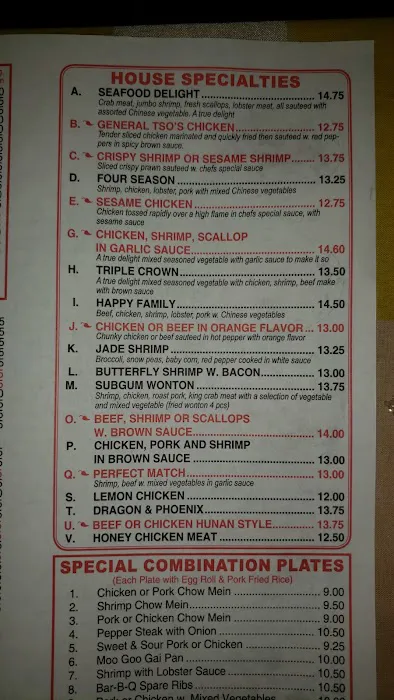 HOUSE SPECIALTIES
A. SEAFOOD DELIGHT 14.75
Crab meat, jumbo shrimp, fresh scallops, lobster meat, all sauteed with
assorted Chinese vegetable. A true delight
B. GENERAL TSO'S CHICKEN 12.75
Tender sliced chicken marinated and quickly fried then sauteed w. red pep-
pers in spicy brown sauce.
C. CRISPY SHRIMP OR SESAME SHRIMP 13.75
Sliced crispy prawn sauteed w. chefs special sauce
D. FOUR SEASON 13.25
Shrimp, chicken, lobster, pork with mixed Chinese vegetables
E. SESAME CHICKEN 12.75
Chicken tossed rapidly over a high flame in chefs special sauce, with
sesame sauce
G. CHICKEN, SHRIMP, SCALLOP
IN GARLIC SAUCE 14.60
A true delight mixed seasoned vegetable with garlic sauce to make it so
H. TRIPLE CROWN 13.50
A true delight mixed seasoned vegetable with chicken, shrimp, beef make
with brown sauce
I. HAPPY FAMILY 14.50
Beef, chicken, shrimp, lobster, pork w. Chinese vegetables
J. CHICKEN OR BEEF IN ORANGE FLAVOR 13.00
Chunky chicken or beef sauteed in hot pepper with orange flavor
K. JADE SHRIMP 13.25
Broccoli, snow peas, baby corn, red pepper cooked in white sauce
L. BUTTERFLY SHRIMP W. BACON 13.00
M. SUBGUM WONTON 13.75
Shrimp, chicken, roast pork, king crab meat with a selection of vegetable
and mixed vegetable (fried wonton 4 pcs)
O. BEEF, SHRIMP OR SCALLOPS
W. BROWN SAUCE 14.00
P. CHICKEN, PORK AND SHRIMP
IN BROWN SAUCE 13.00
Q. PERFECT MATCH 13.00
Shrimp, beef w. mixed vegetables in garlic sauce
S. LEMON CHICKEN 12.00
T. DRAGON & PHOENIX 13.75
U. BEEF OR CHICKEN HUNAN STYLE 13.75
V. HONEY CHICKEN MEAT 12.50
SPECIAL COMBINATION PLATES
(Each Plate with Egg Roll & Pork Fried Rice)
1. Chicken or Pork Chow Mein 9.00
2. Shrimp Chow Mein 9.50
3. Pork or Chicken Chow Mein 9.00
4. Pepper Steak with Onion 10.50
5. Sweet & Sour Pork or Chicken 9.25
6. Moo Goo Gai Pan 10.00
7. Shrimp with Lobster Sauce 10.50
8. Bar-B-Q Spare Ribs 10.50
Pork or Chicken w. Mixed Vegetables